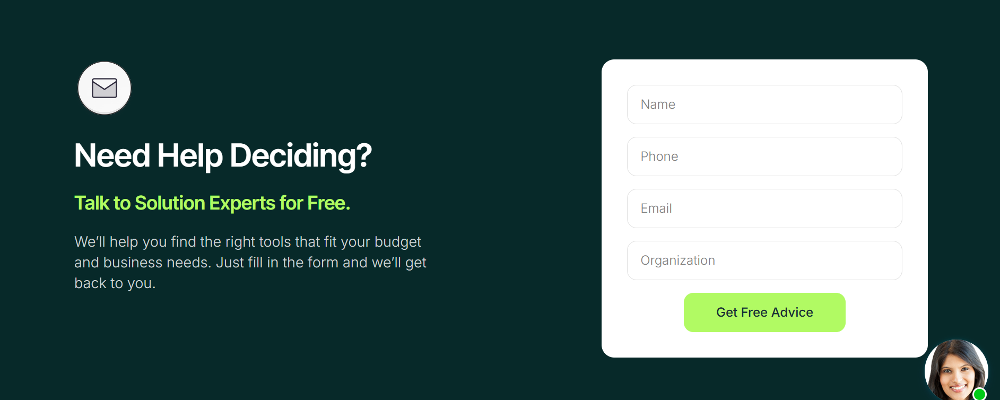 Need Help Deciding?
Talk to Solution Experts for Free.
We’ll help you find the right tools that fit your budget
and business needs. Just fill in the form and we’ll get
back to you.
Name
Phone
Email
Organization
Get Free Advice